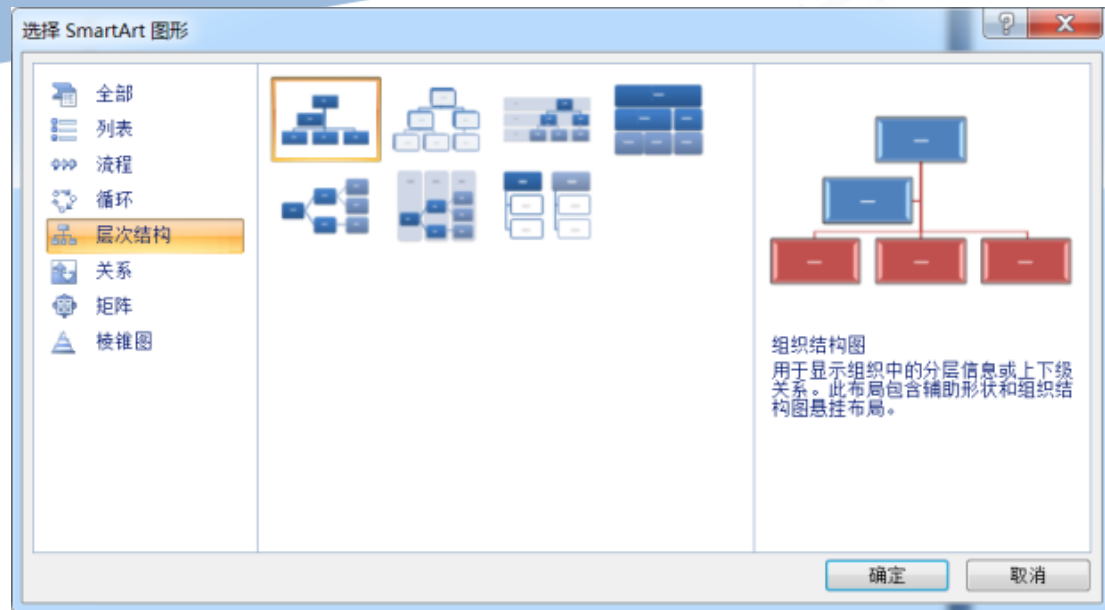 选择 SmartArt 图形
全部
列表
流程
循环
层次结构
关系
矩阵
棱锥图
组织结构图
用于显示组织中的分层信息或上下级
关系。此布局包含辅助形状和组织结
构图悬挂布局。
确定
取消